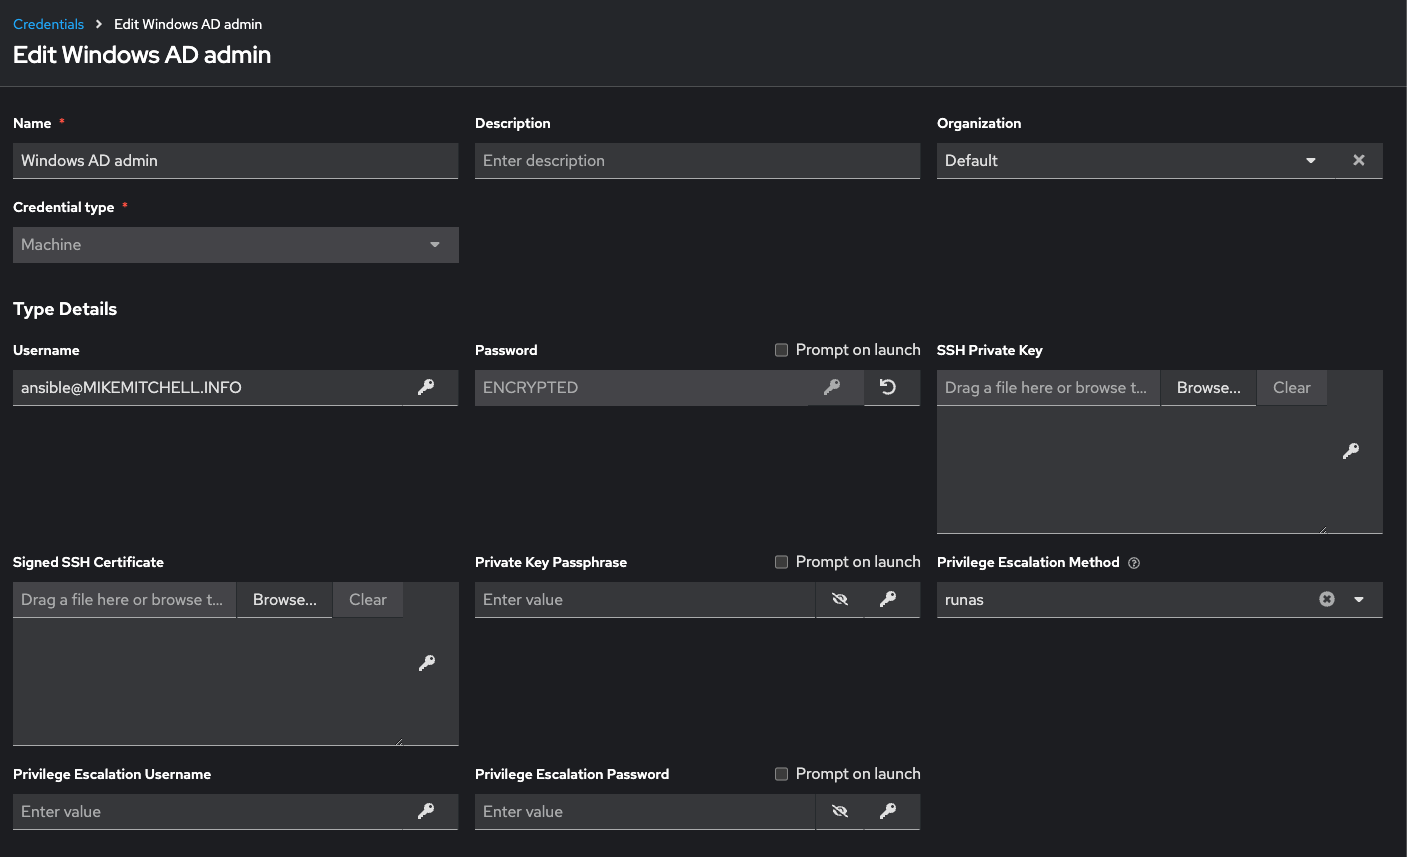 Credentials > Edit Windows AD admin
Edit Windows AD admin
Name * Description Organization
Windows AD admin Enter description Default
Credential type *
Machine
Type Details
Username Password Prompt on launch SSH Private Key
ansible@MIKEMITCHELL.INFO ENCRYPTED Drag a file here or browse t... Browse... Clear
Signed SSH Certificate Private Key Passphrase Prompt on launch Privilege Escalation Method
Drag a file here or browse t... Browse... Clear Enter value runas
Privilege Escalation Username Privilege Escalation Password Prompt on launch
Enter value Enter value